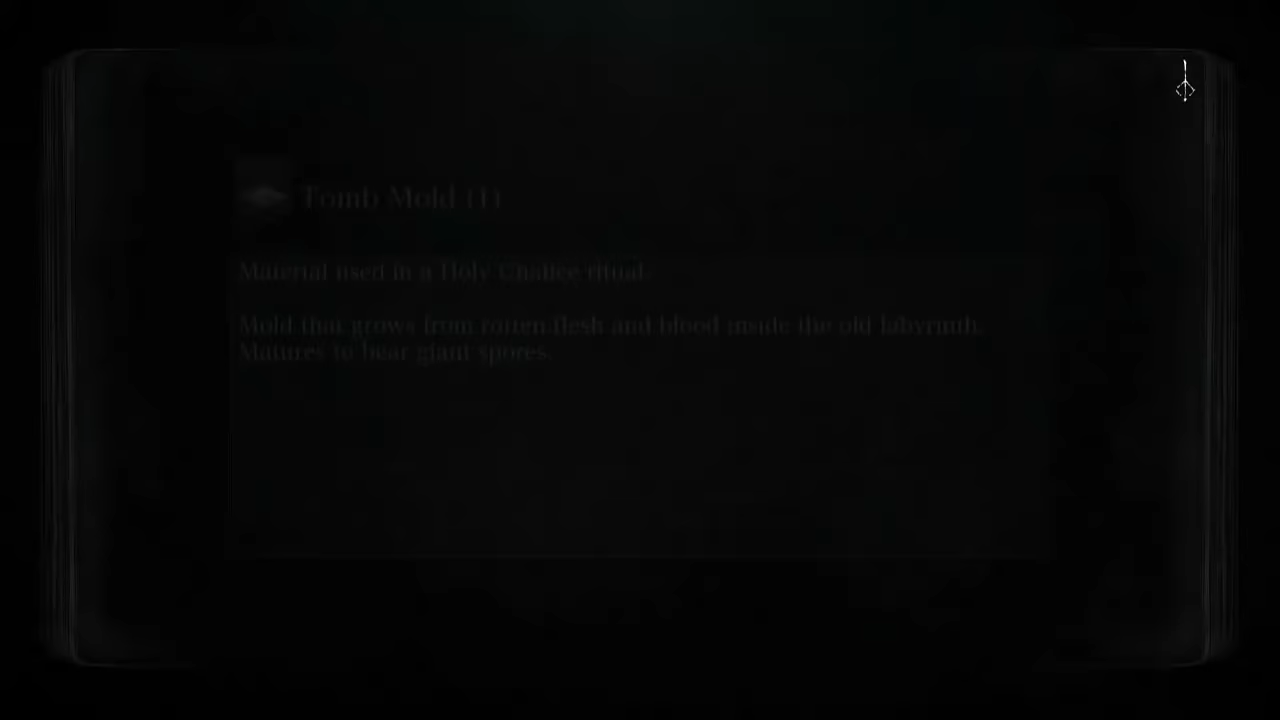 Tomb Mold (1)
Material used in a Holy Chalice ritual.
Mold that grows from rotten flesh and blood inside the old labyrinth.
Matures to bear giant spores.